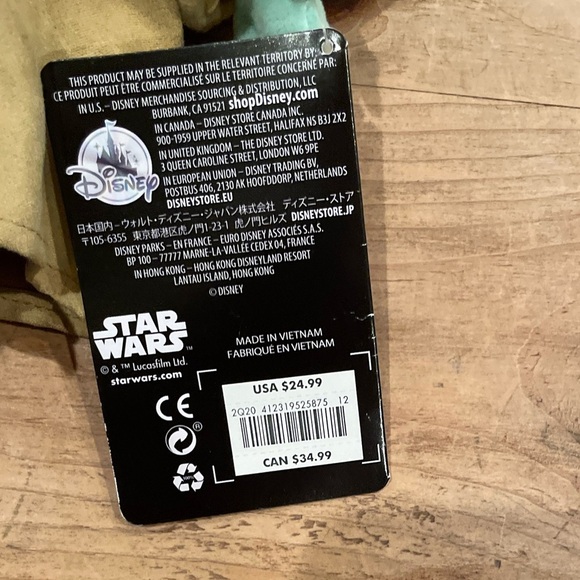 THIS PRODUCT MAY BE SUPPLIED IN THE RELEVANT TERRITORY BY:
CE PRODUIT PEUT ÊTRE COMMERCIALISÉ SUR LE TERRITOIRE CONCERNÉ PAR:
IN U.S. - DISNEY MERCHANDISE SOURCING & DISTRIBUTION, LLC
BURBANK, CA 91521 shopDisney.com
IN CANADA – DISNEY STORE CANADA INC.
900-1959 UPPER WATER STREET, HALIFAX NS B3J 2X2
IN UNITED KINGDOM – THE DISNEY STORE LTD.
3 QUEEN CAROLINE STREET, LONDON W6 9PE
IN EUROPEAN UNION – DISNEY TRADING BV,
POSTBUS 406, 2130 AK HOOFDDORP, NETHERLANDS
DISNEYSTORE.EU
Disney
日本国内 – ウォルト・ディズニー・ジャパン株式会社 ディズニー・ストア
〒105-6355 東京都港区虎ノ門1-23-1 虎ノ門ヒルズ DISNEYSTORE.JP
DISNEY PARKS – EN FRANCE – EURO DISNEY ASSOCIÉS S.A.S.
BP 100 – 77777 MARNE-LA-VALLÉE CEDEX 04, FRANCE
IN HONG KONG – HONG KONG DISNEYLAND RESORT
LANTAU ISLAND, HONG KONG
© DISNEY
STAR
WARS™
© & ™ Lucasfilm Ltd.
starwars.com
MADE IN VIETNAM
FABRIQUÉ EN VIETNAM
CE
®
USA $24.99
2Q20 412319525875 12
CAN $34.99